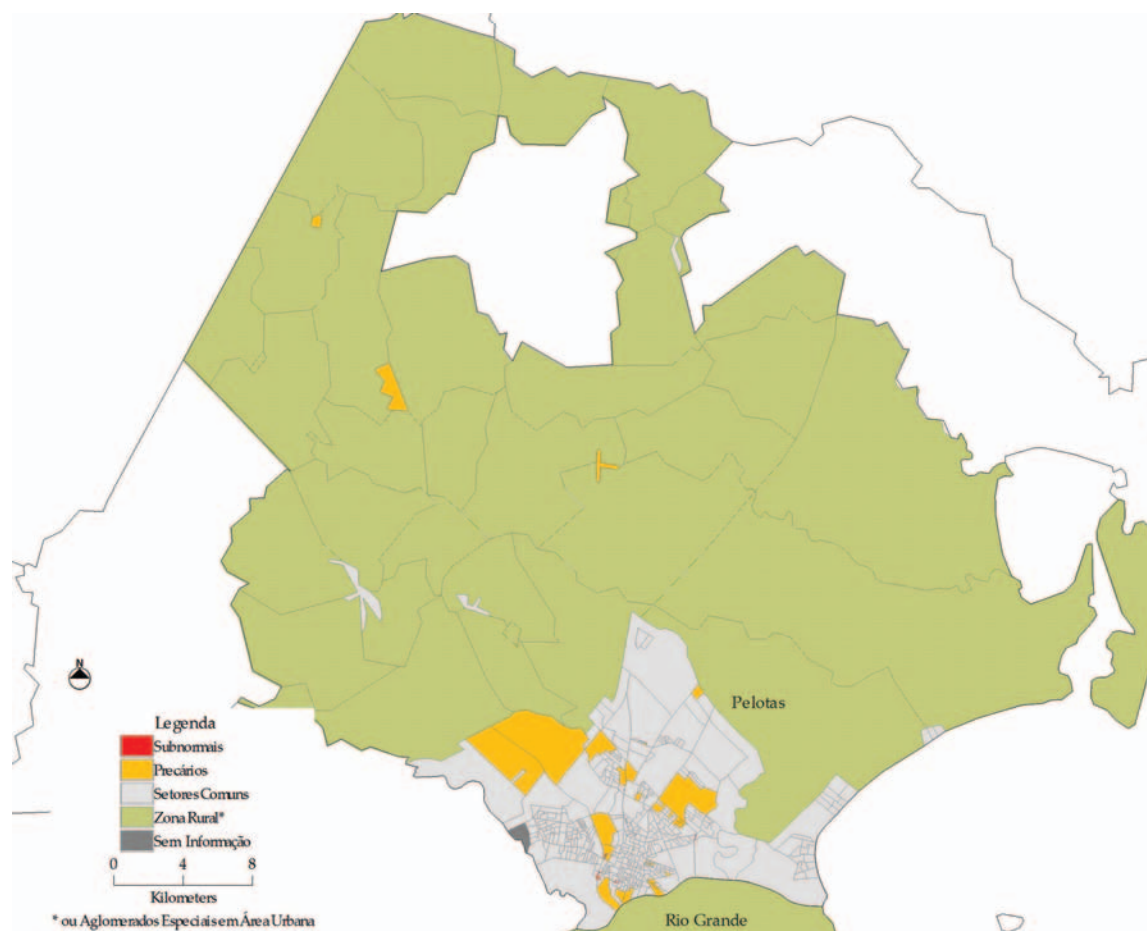 N
Pelotas
Legenda
Subnormais
Precários
Setores Comuns
Zona Rural*
Sem Informação
0 4 8
Kilometers
* ou Aglomerados Especiais em Área Urbana
Rio Grande